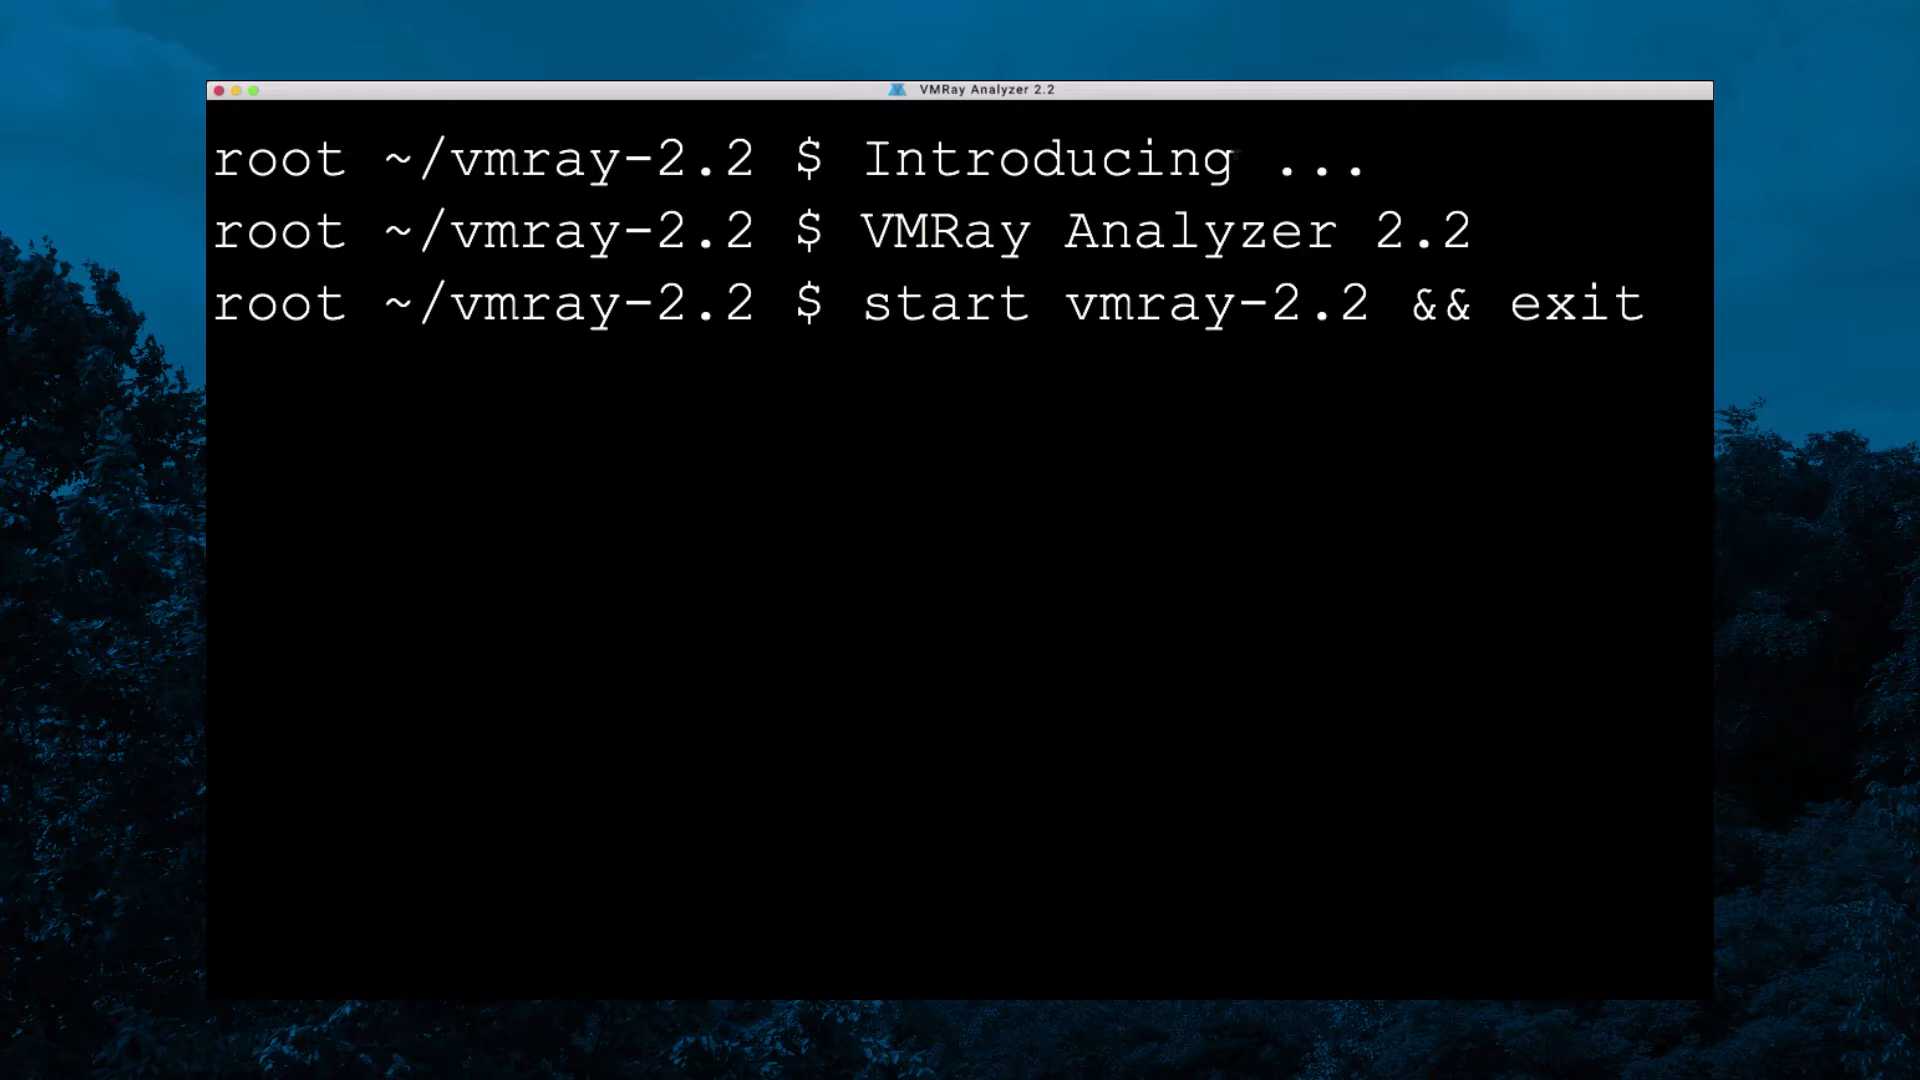 VMRay Analyzer 2.2
root ~/vmray-2.2 $ Introducing ...
root ~/vmray-2.2 $ VMRay Analyzer 2.2
root ~/vmray-2.2 $ start vmray-2.2 && exit